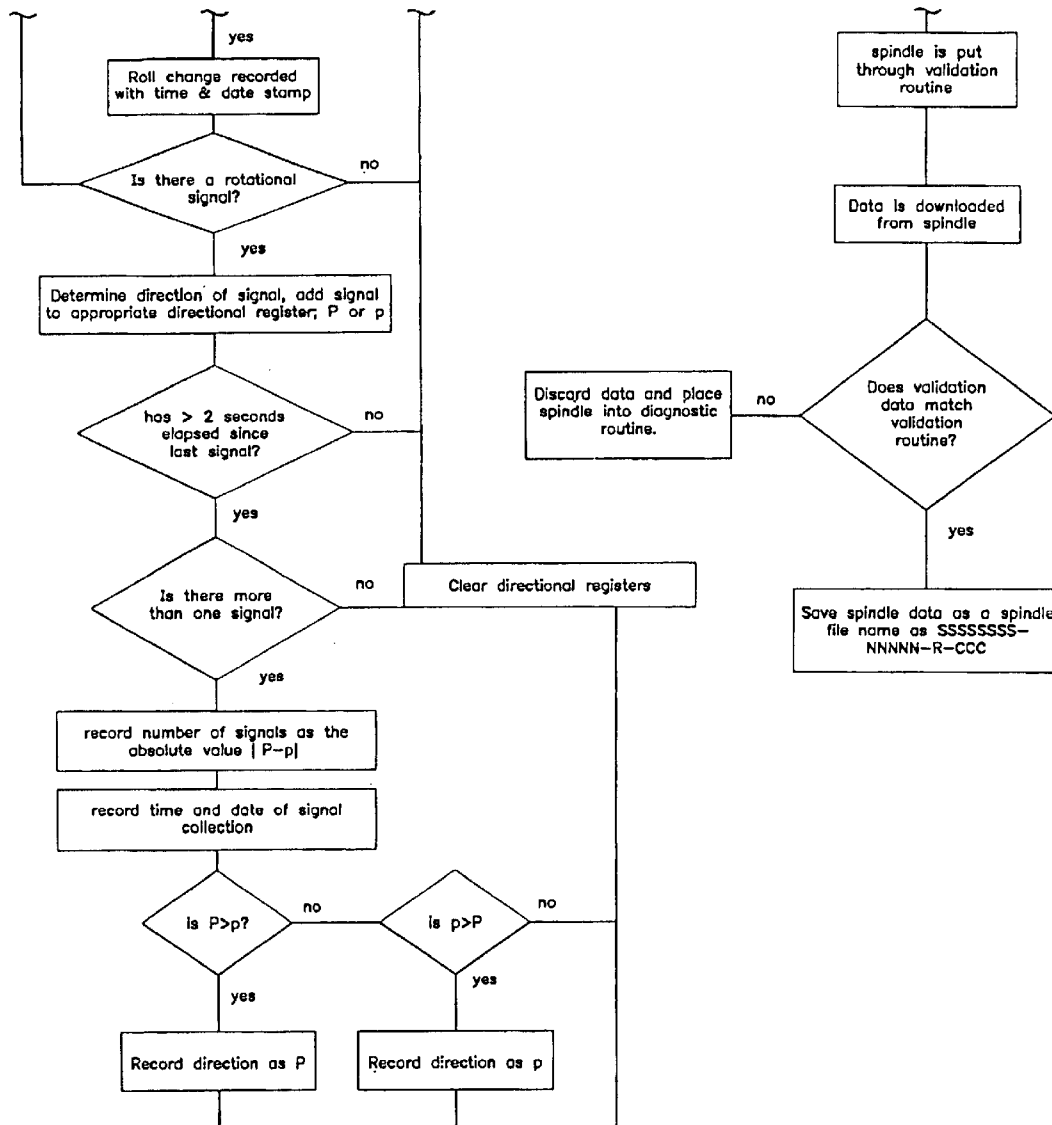 yes
Roll change recorded
with time & date stamp
Is there a rotational
signal?
no
yes
Determine direction of signal, add signal
to appropriate directional register; P or p
has > 2 seconds
elapsed since
last signal?
no
yes
Is there more
than one signal?
no
Clear directional registers
yes
record number of signals as the
absolute value | P-p|
record time and date of signal
collection
is P>p?
no
is p>P
no
yes
yes
Record direction as P
Record direction as p
spindle is put
through validation
routine
Data is downloaded
from spindle
Does validation
data match
validation
routine?
no
Discard data and place
spindle into diagnostic
routine.
yes
Save spindle data as a spindle
file name as SSSSSSSS-
NNNNN-R-CCC